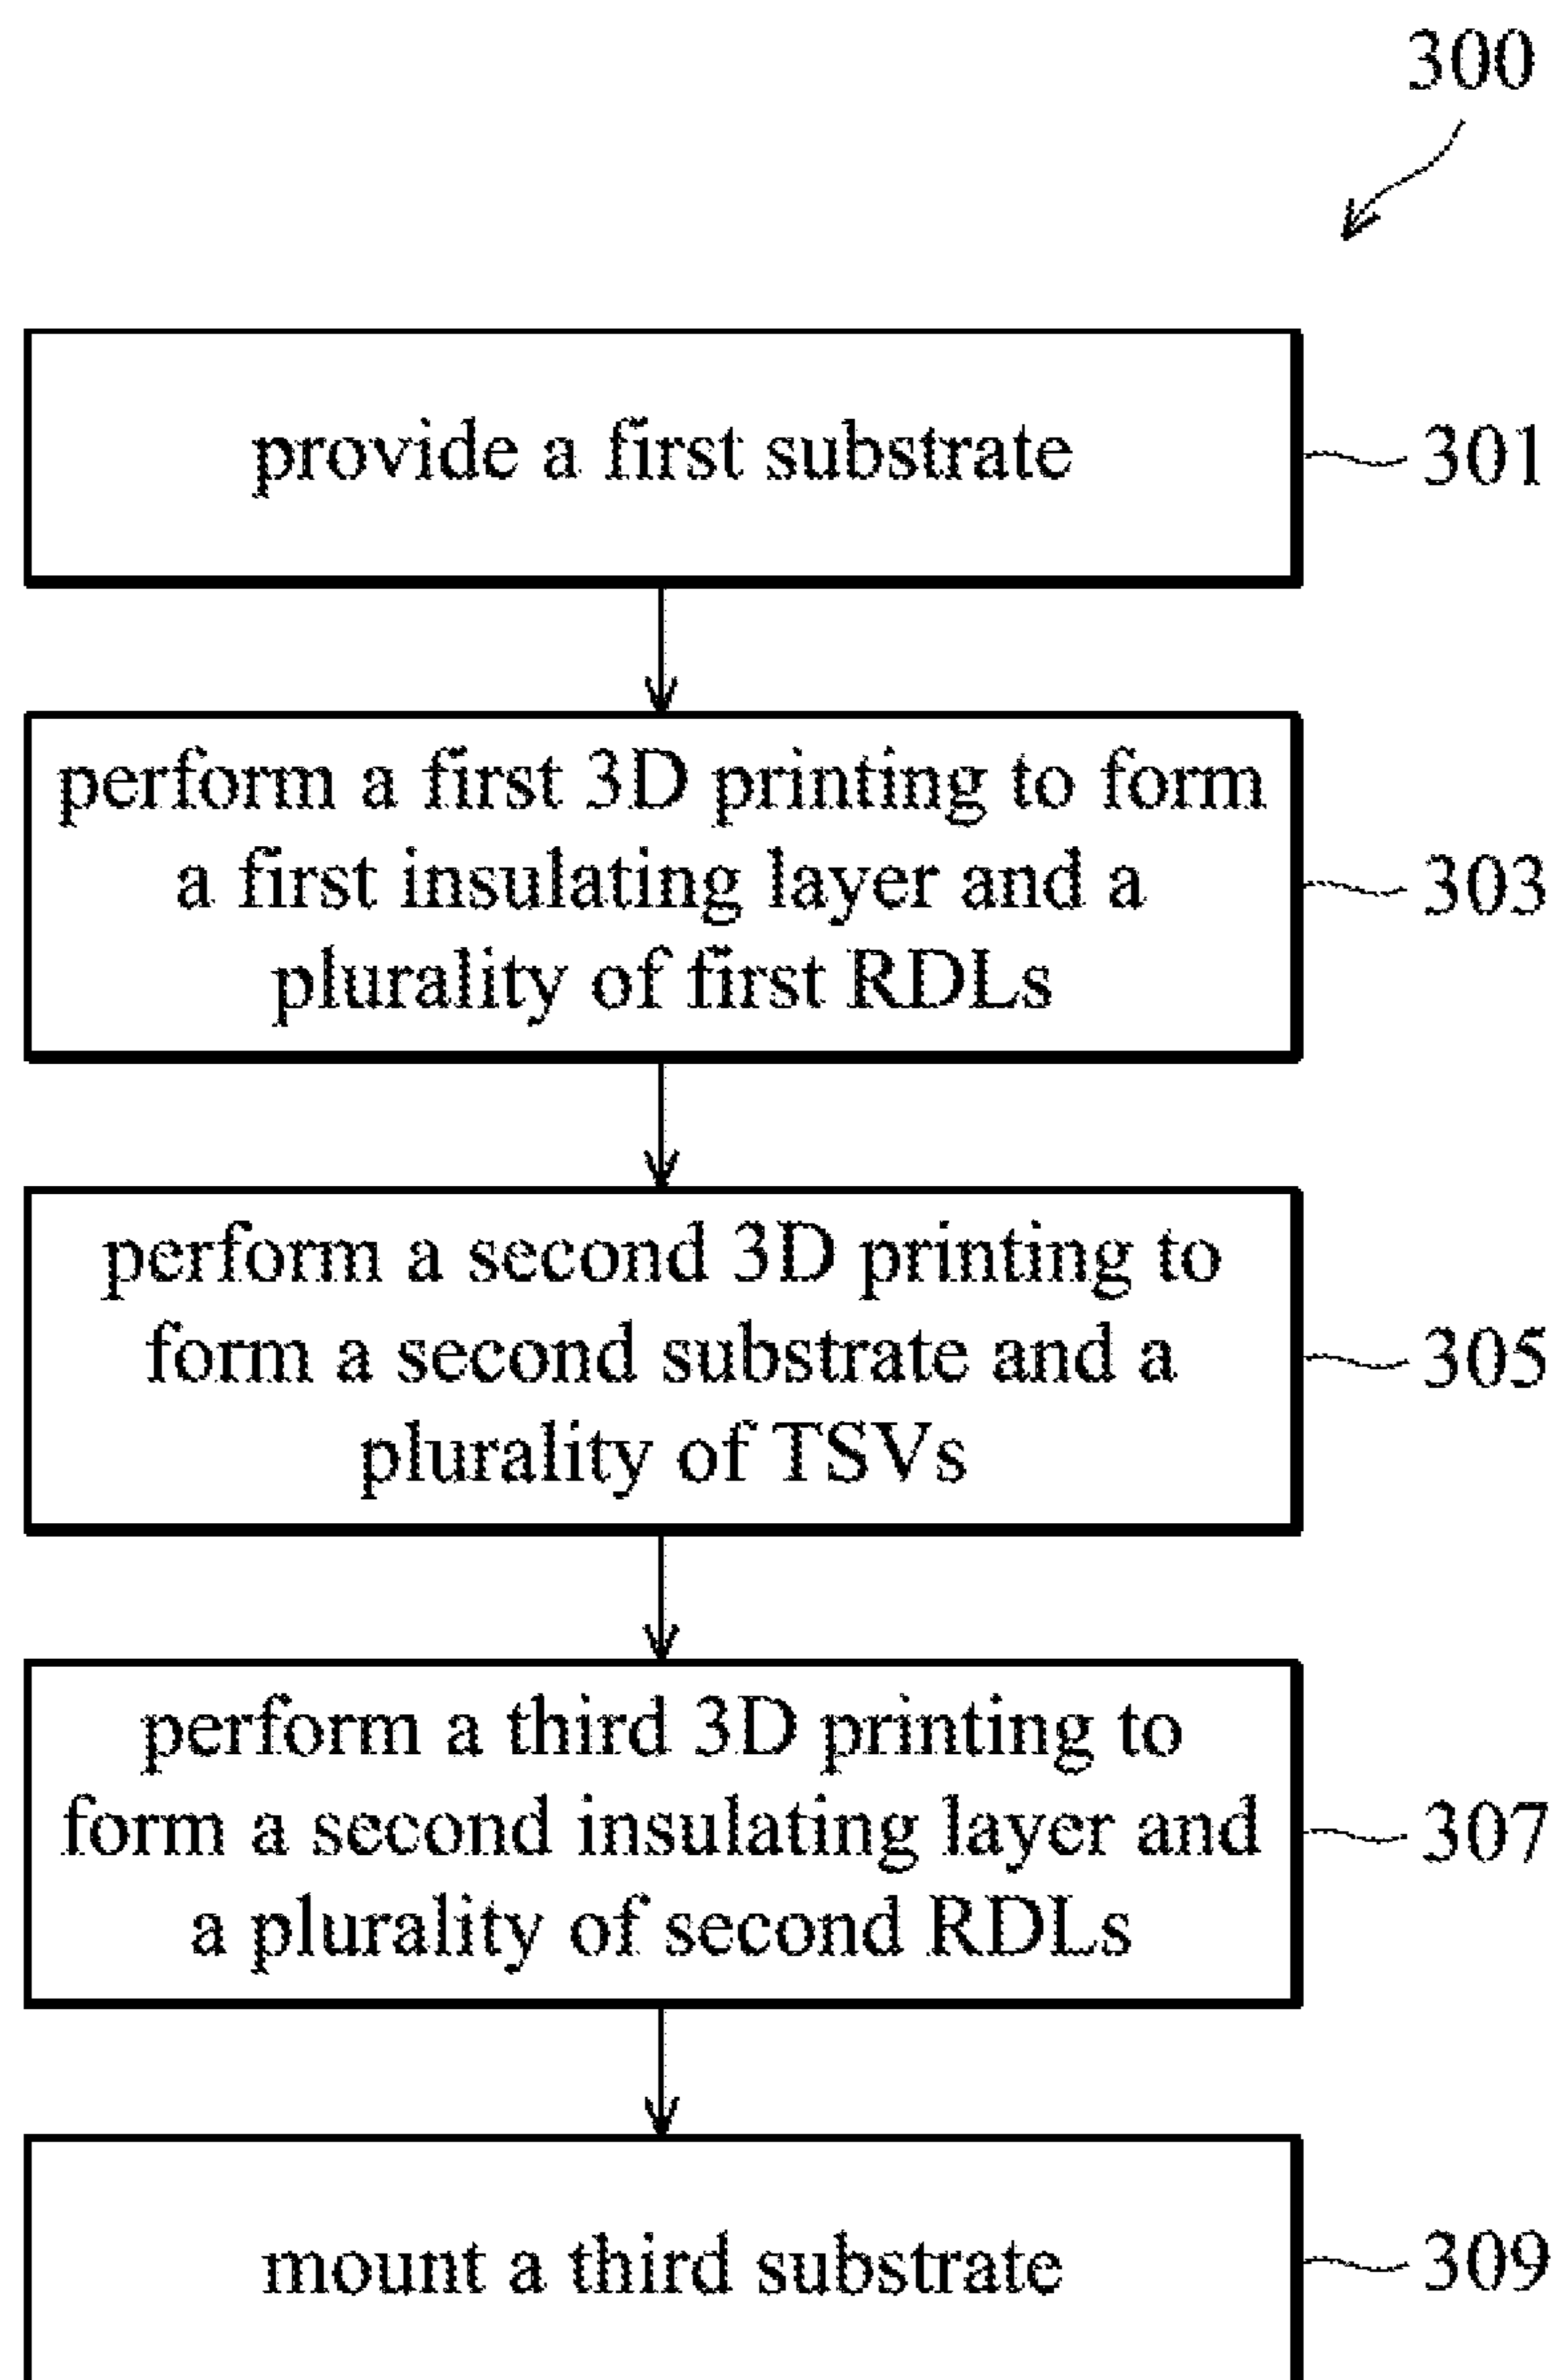 300
provide a first substrate
301
perform a first 3D printing to form
a first insulating layer and a
plurality of first RDLs
303
perform a second 3D printing to
form a second substrate and a
plurality of TSVs
305
perform a third 3D printing to
form a second insulating layer and
a plurality of second RDLs
307
mount a third substrate
309